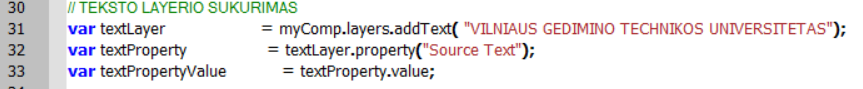 30 // TEKSTO LAYERIO SUKURIMAS
31 var textLayer = myComp.layers.addText( "VILNIAUS GEDIMINO TECHNIKOS UNIVERSITETAS");
32 var textProperty = textLayer.property("Source Text");
33 var textPropertyValue = textProperty.value;